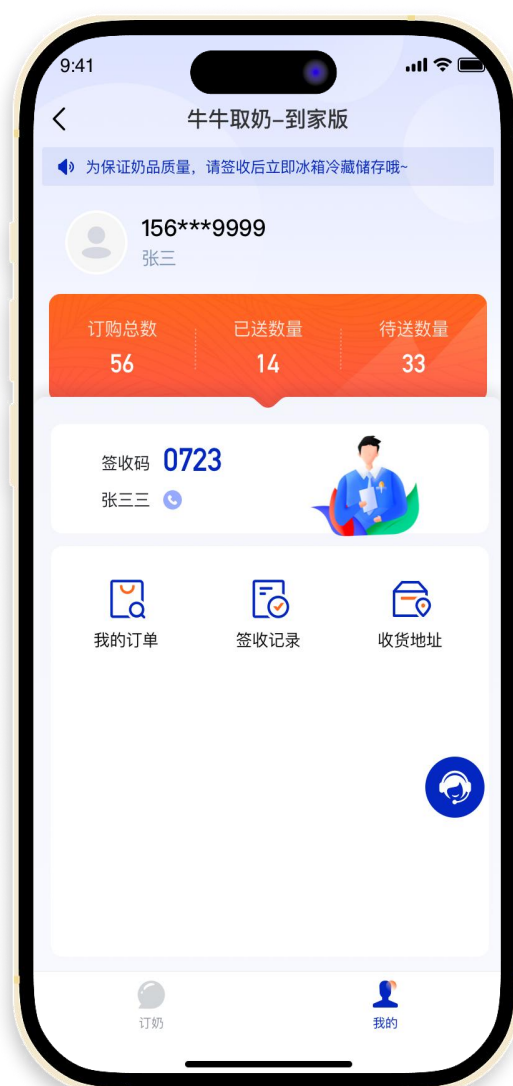 9:41
牛牛取奶-到家版
为保证奶品质量，请签收后立即冰箱冷藏储存哦~
156***9999
张三
订购总数 已送数量 待送数量
56 14 33
签收码 0723
张三三
我的订单 签收记录 收货地址
订奶 我的